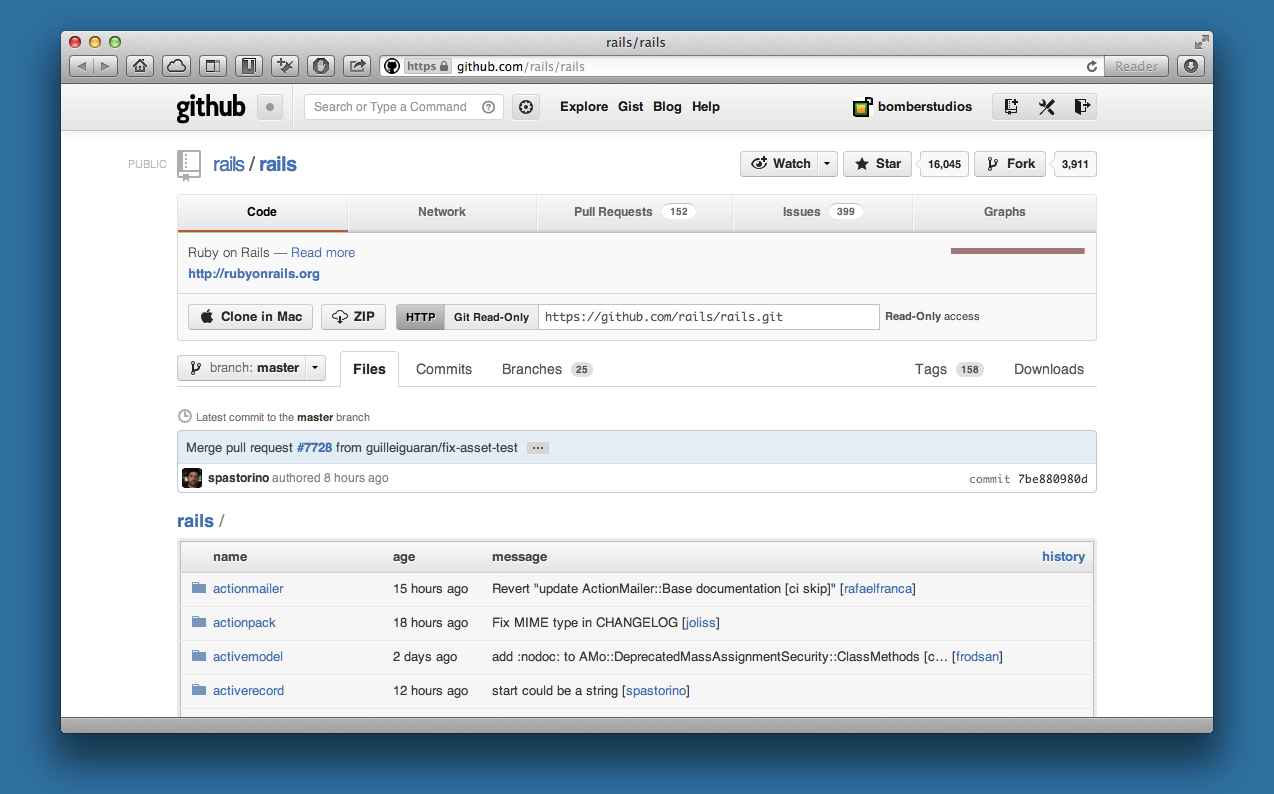 rails/rails
https github.com/rails/rails Reader
github Search or Type a Command Explore Gist Blog Help bomberstudios
PUBLIC rails / rails Watch Star 16,045 Fork 3,911
Code Network Pull Requests 152 Issues 399 Graphs
Ruby on Rails — Read more
http://rubyonrails.org
Clone in Mac ZIP HTTP Git Read-Only https://github.com/rails/rails.git Read-Only access
branch: master Files Commits Branches 25 Tags 158 Downloads
Latest commit to the master branch
Merge pull request #7728 from guilleiguaran/fix-asset-test ...
spastorino authored 8 hours ago commit 7be880980d
rails /
name age message history
actionmailer 15 hours ago Revert "update ActionMailer::Base documentation [ci skip]" [rafaelfranca]
actionpack 18 hours ago Fix MIME type in CHANGELOG [joliss]
activemodel 2 days ago add :nodoc: to AMo::DeprecatedMassAssignmentSecurity::ClassMethods [c… [frodsan]
activerecord 12 hours ago start could be a string [spastorino]